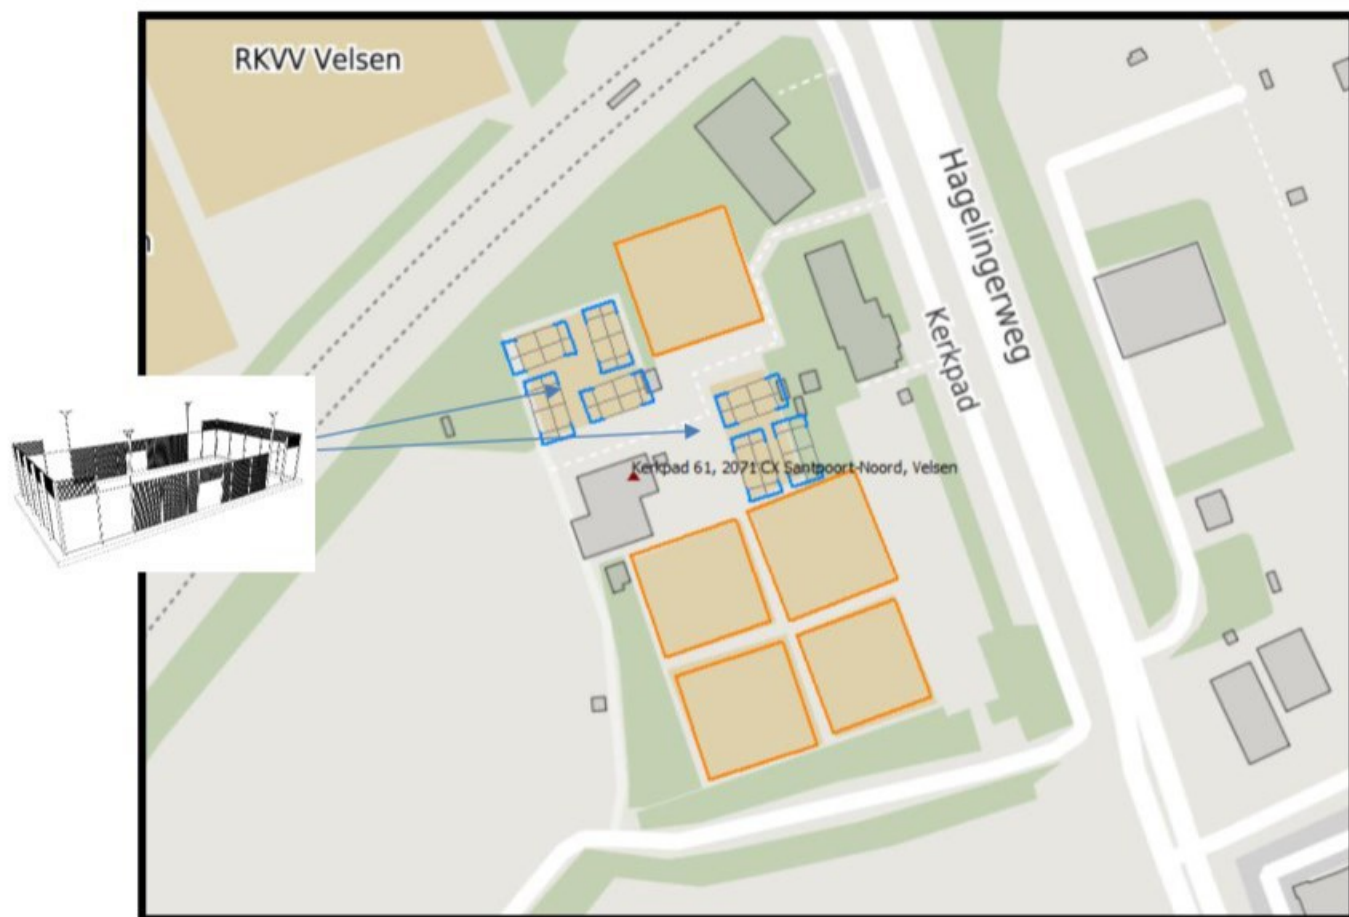 RKVV Velsen
Hagelingerweg
Kerkpad
Kerkpad 61, 2071 CX Santpoort-Noord, Velsen